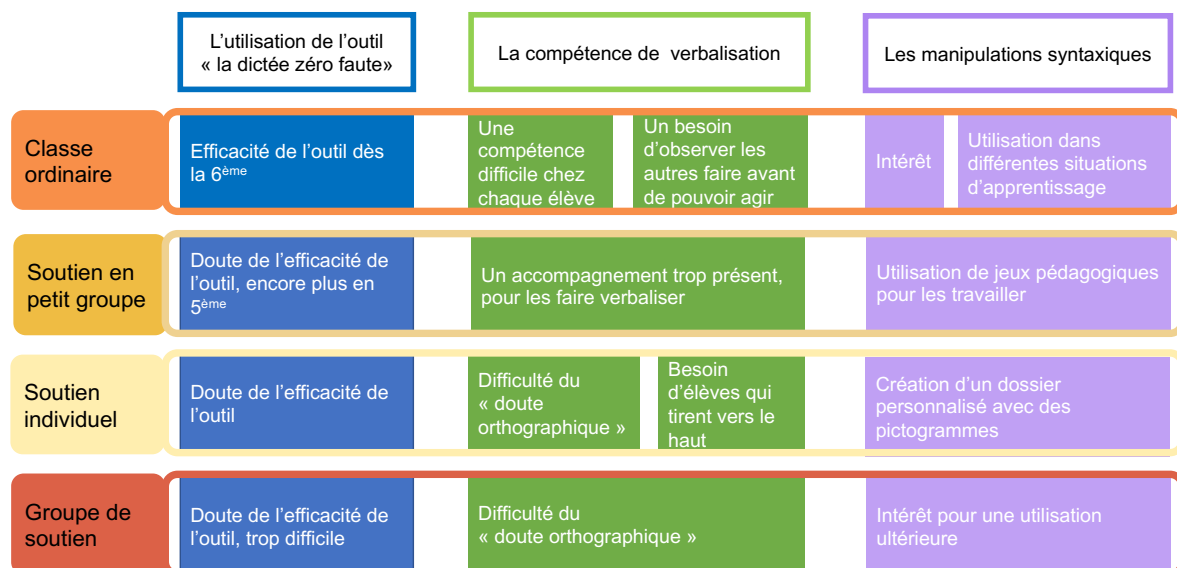 L'utilisation de l'outil
« la dictée zéro faute»
La compétence de verbalisation
Les manipulations syntaxiques
Classe
ordinaire
Efficacité de l'outil dès
la 6ème
Une
compétence
difficile chez
chaque élève
Un besoin
d'observer les
autres faire avant
de pouvoir agir
Intérêt
Utilisation dans
différentes situations
d'apprentissage
Soutien en
petit groupe
Doute de l'efficacité de
l'outil, encore plus en
5ème
Un accompagnement trop présent,
pour les faire verbaliser
Utilisation de jeux pédagogiques
pour les travailler
Soutien
individuel
Doute de l'efficacité de
l'outil
Difficulté du
« doute
orthographique »
Besoin
d'élèves qui
tirent vers le
haut
Création d'un dossier
personnalisé avec des
pictogrammes
Groupe de
soutien
Doute de l'efficacité de
l'outil, trop difficile
Difficulté du
« doute orthographique »
Intérêt pour une utilisation
ultérieure